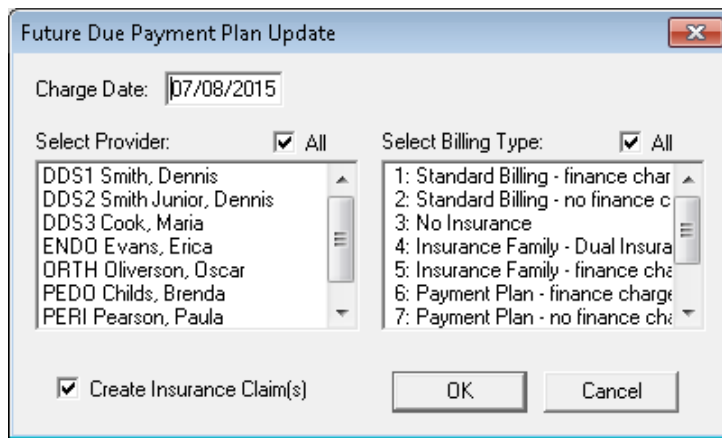 Future Due Payment Plan Update
Charge Date: 07/08/2015
Select Provider: All
DDS1 Smith, Dennis
DDS2 Smith Junior, Dennis
DDS3 Cook, Maria
ENDO Evans, Erica
ORTH Oliverson, Oscar
PEDO Childs, Brenda
PERI Pearson, Paula
Select Billing Type: All
1: Standard Billing - finance char
2: Standard Billing - no finance c
3: No Insurance
4: Insurance Family - Dual Insura
5: Insurance Family - finance cha
6: Payment Plan - finance charge
7: Payment Plan - no finance cha
Create Insurance Claim(s)
OK
Cancel